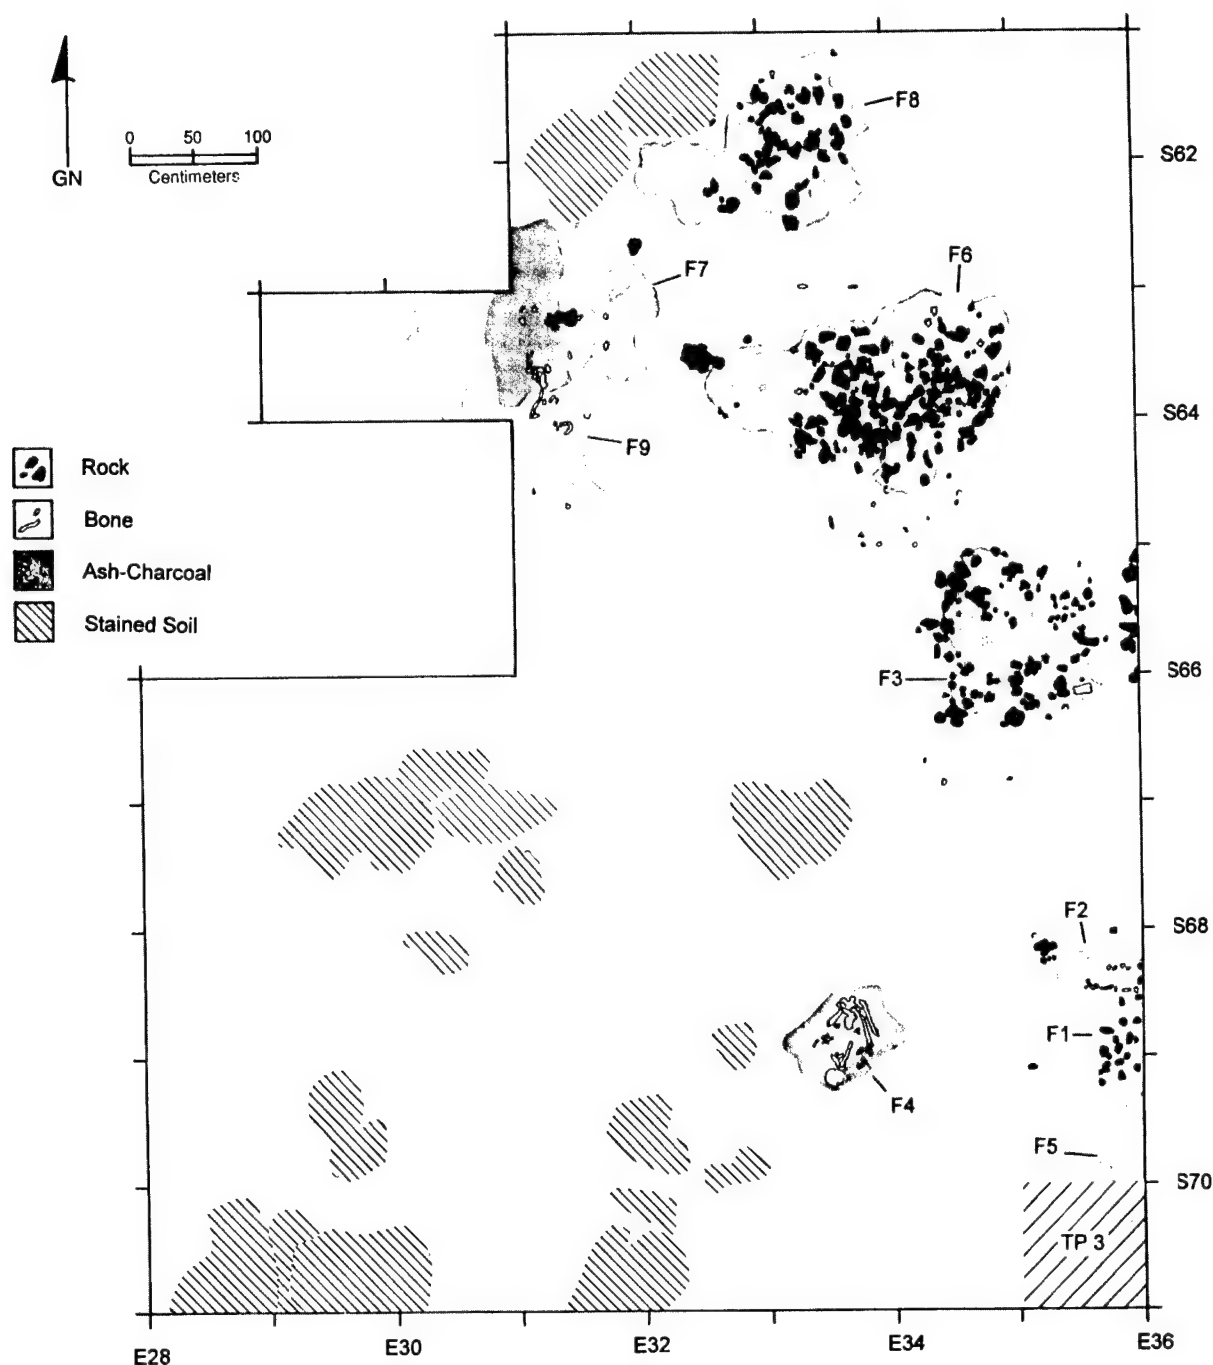 GN
0 50 100
Centimeters
F8
S62
F7
F6
S64
F9
Rock
Bone
Ash-Charcoal
Stained Soil
F3
S66
F2
S68
F1
F4
F5
S70
TP 3
E28
E30
E32
E34
E36